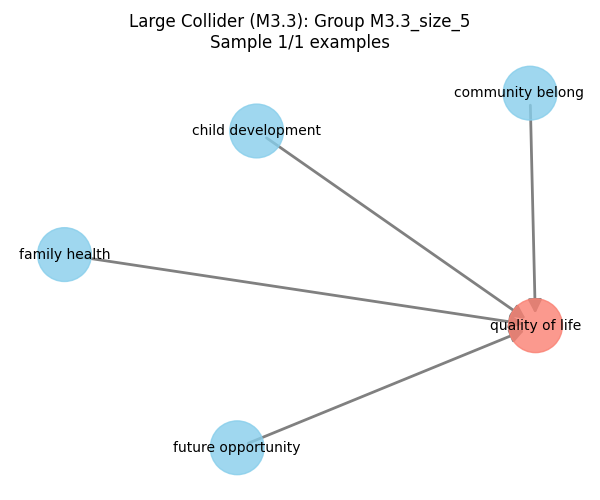 Large Collider (M3.3): Group M3.3_size_5
Sample 1/1 examples
community belong
child development
family health
quality of life
future opportunity